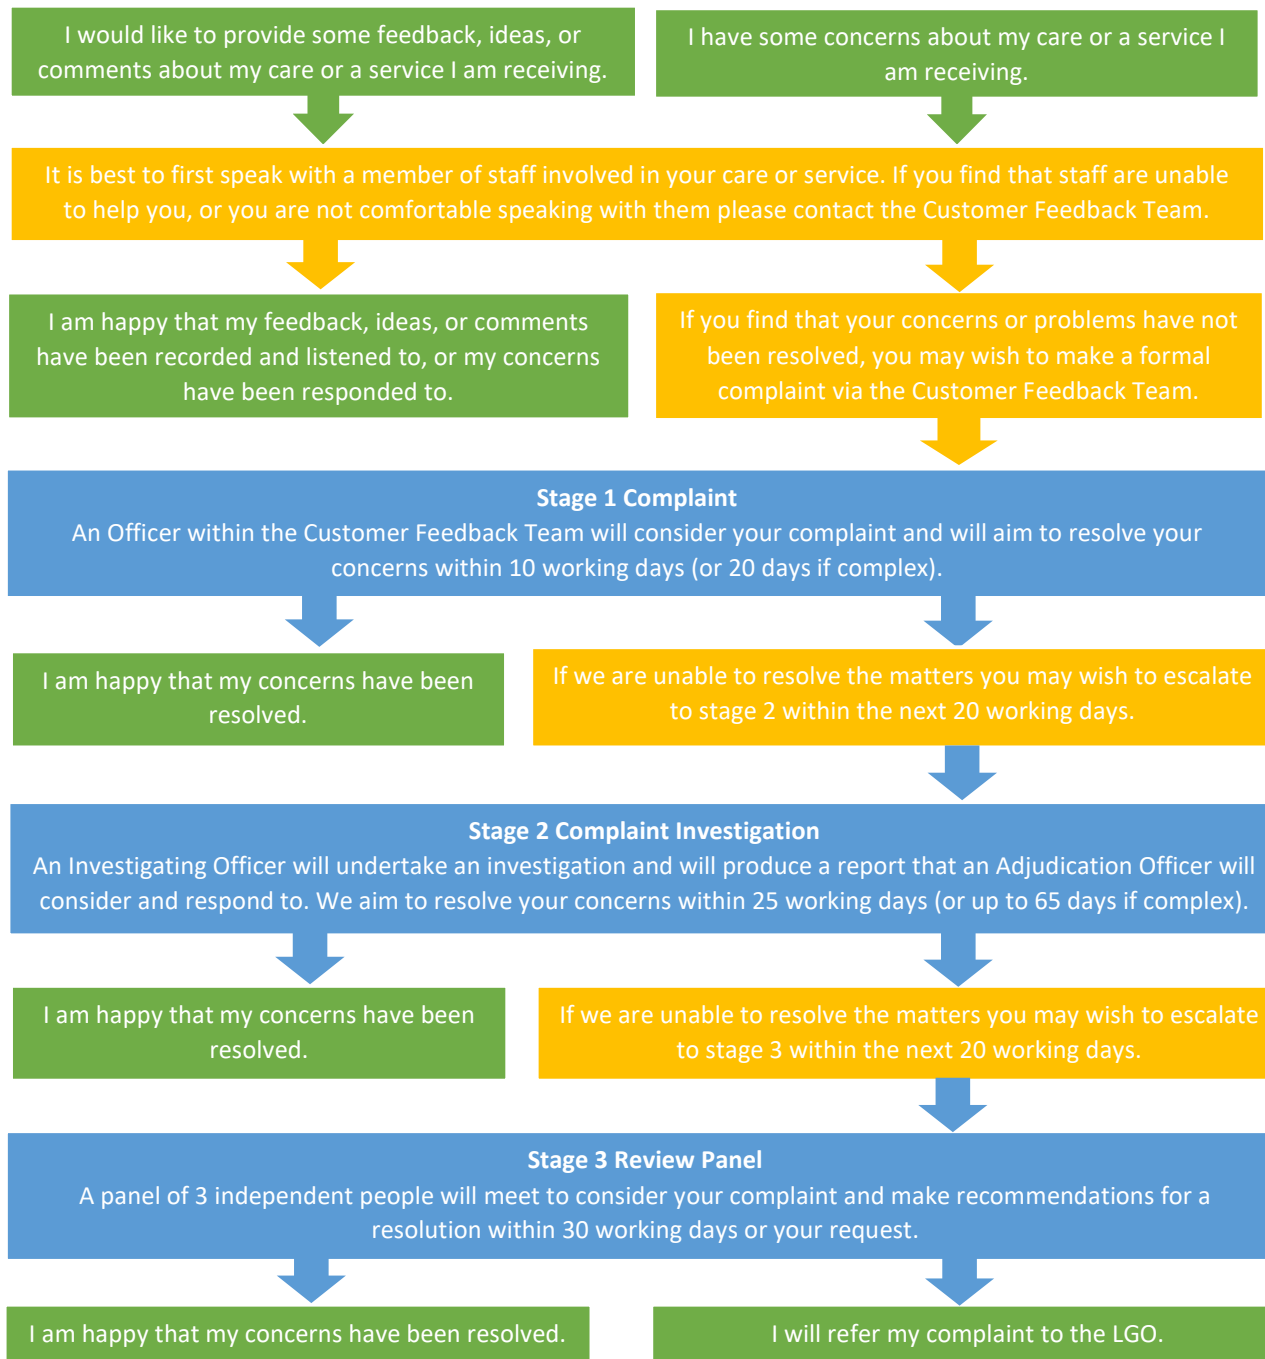 I would like to provide some feedback, ideas, or
comments about my care or a service I am receiving.
I have some concerns about my care or a service I
am receiving.
It is best to first speak with a member of staff involved in your care or service. If you find that staff are unable
to help you, or you are not comfortable speaking with them please contact the Customer Feedback Team.
I am happy that my feedback, ideas, or comments
have been recorded and listened to, or my concerns
have been responded to.
If you find that your concerns or problems have not
been resolved, you may wish to make a formal
complaint via the Customer Feedback Team.
Stage 1 Complaint
An Officer within the Customer Feedback Team will consider your complaint and will aim to resolve your
concerns within 10 working days (or 20 days if complex).
I am happy that my concerns have been
resolved.
If we are unable to resolve the matters you may wish to escalate
to stage 2 within the next 20 working days.
Stage 2 Complaint Investigation
An Investigating Officer will undertake an investigation and will produce a report that an Adjudication Officer will
consider and respond to. We aim to resolve your concerns within 25 working days (or up to 65 days if complex).
I am happy that my concerns have been
resolved.
If we are unable to resolve the matters you may wish to escalate
to stage 3 within the next 20 working days.
Stage 3 Review Panel
A panel of 3 independent people will meet to consider your complaint and make recommendations for a
resolution within 30 working days or your request.
I am happy that my concerns have been resolved.
I will refer my complaint to the LGO.